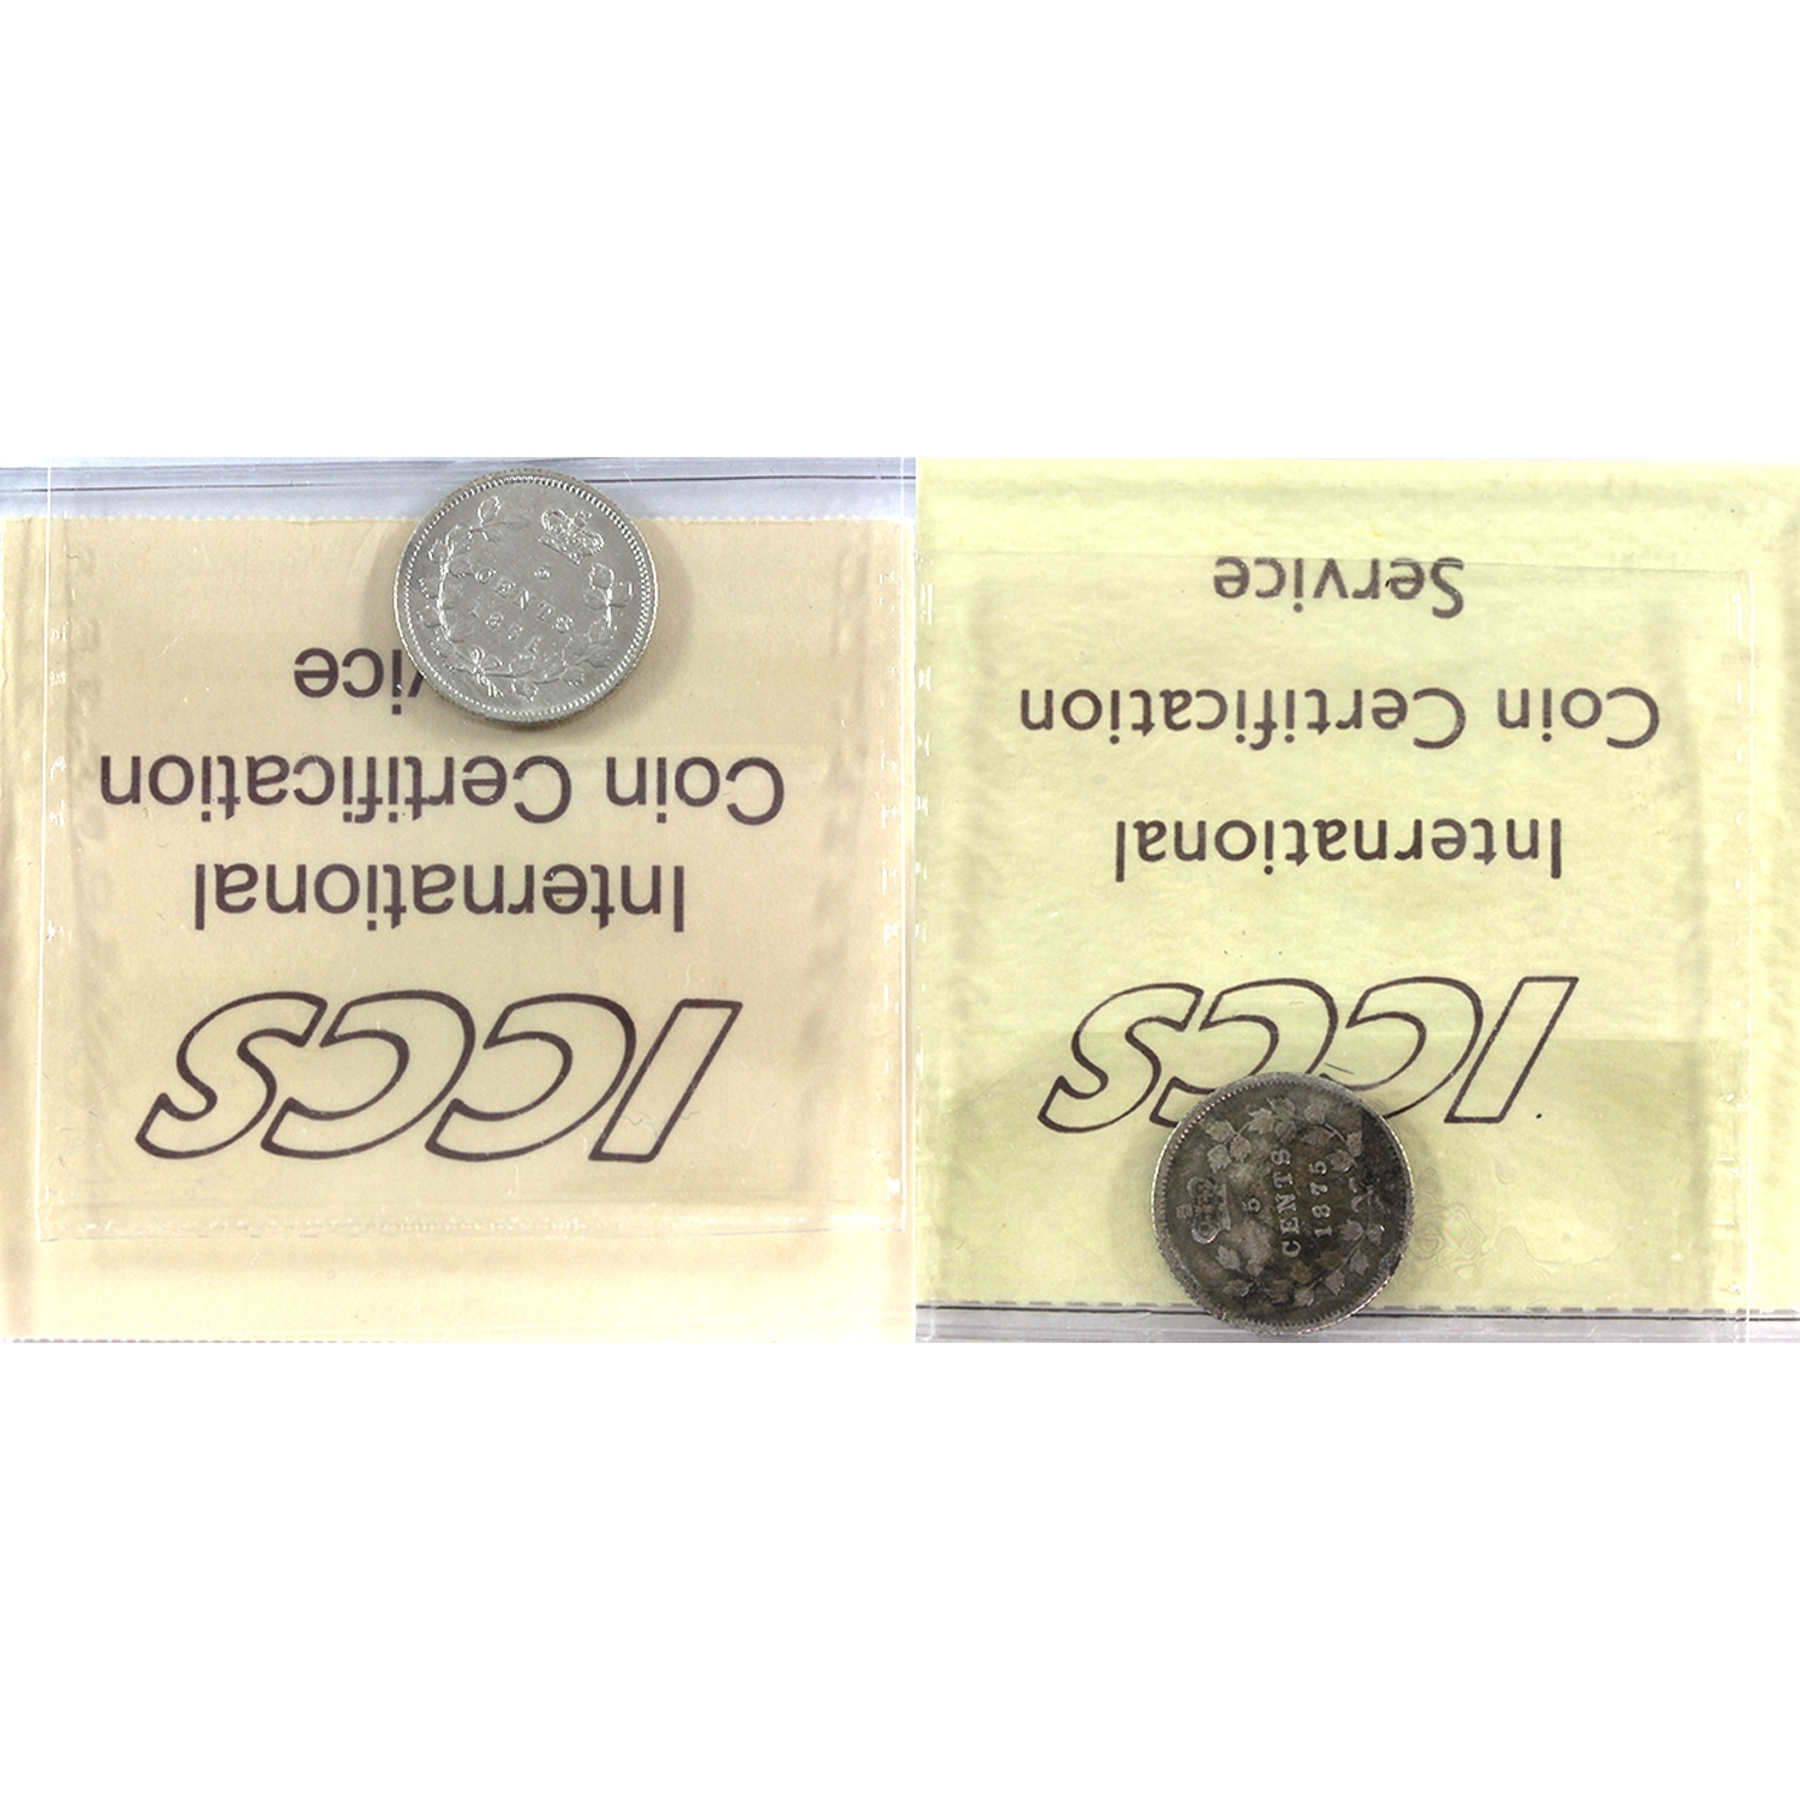 ICCS
International
Coin Certification
vice
5
CENTS
ICCS
International
Coin Certification
Service
5
CENTS
1875